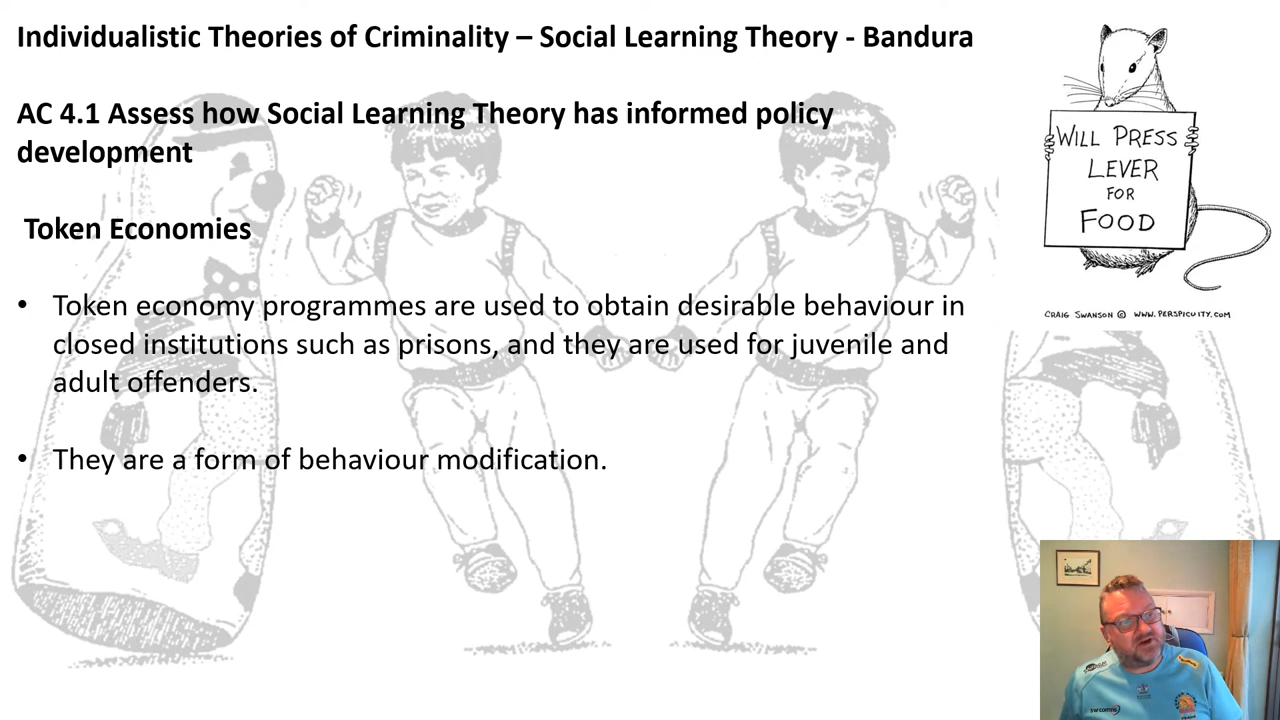 Individualistic Theories of Criminality – Social Learning Theory - Bandura
AC 4.1 Assess how Social Learning Theory has informed policy
development
Token Economies
• Token economy programmes are used to obtain desirable behaviour in
closed institutions such as prisons, and they are used for juvenile and
adult offenders.
• They are a form of behaviour modification.
WILL PRESS
LEVER
FOR
FOOD
CRAIG SWANSON © WWW.PERSPICUITY.COM